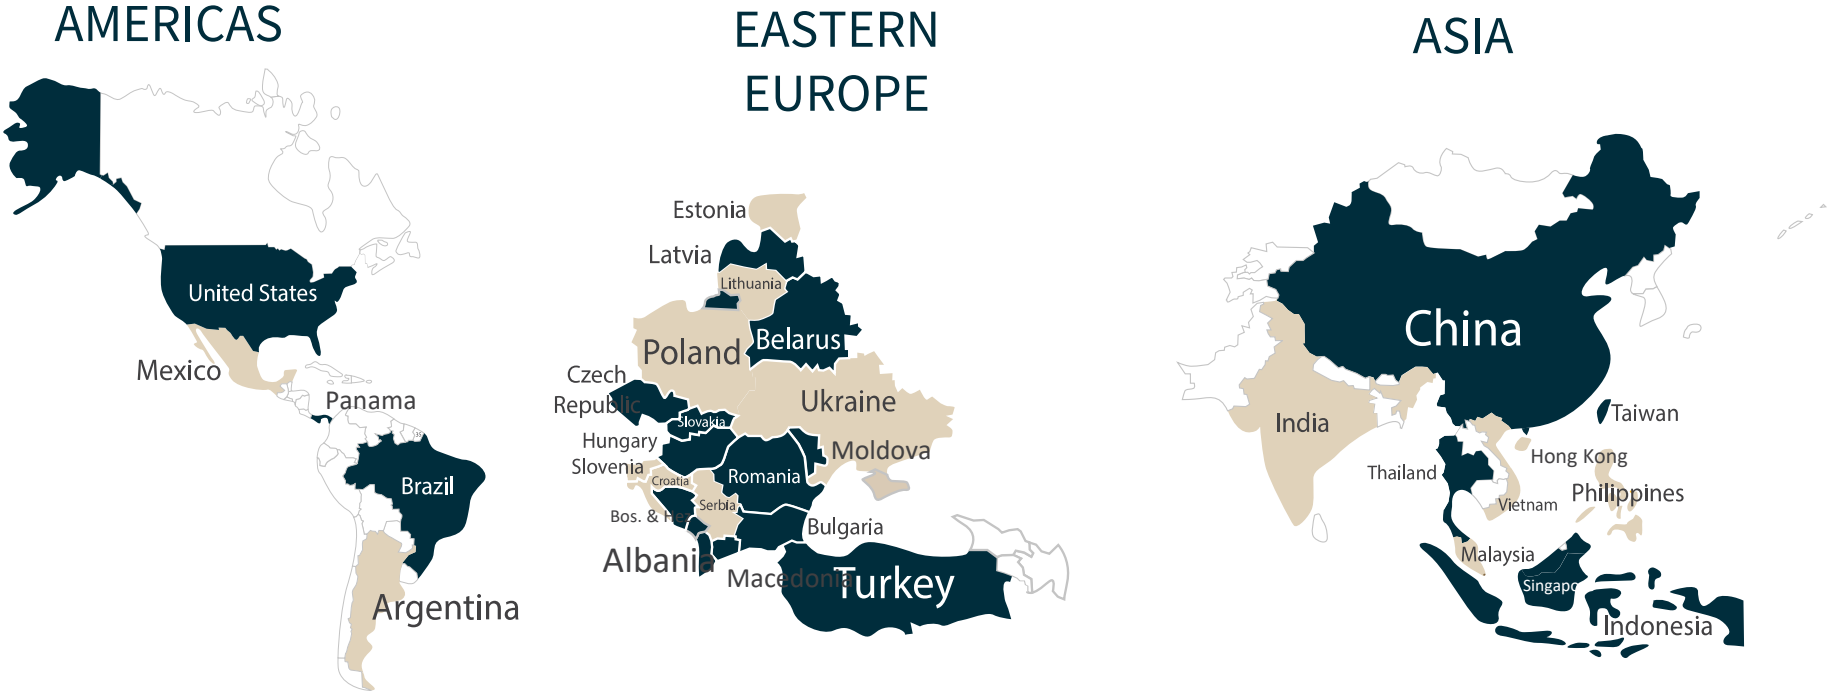 AMERICAS
EASTERN
EUROPE
ASIA
United States
Mexico
Panama
Brazil
Argentina
Estonia
Latvia
Lithuania
Belarus
Poland
Czech
Republic
Ukraine
Slovakia
Hungary
Moldova
Slovenia
Romania
Croatia
Serbia
Bos. & Hez
Bulgaria
Albania
Macedonia
Turkey
China
India
Taiwan
Hong Kong
Thailand
Philippines
Vietnam
Malaysia
Singapo
Indonesia